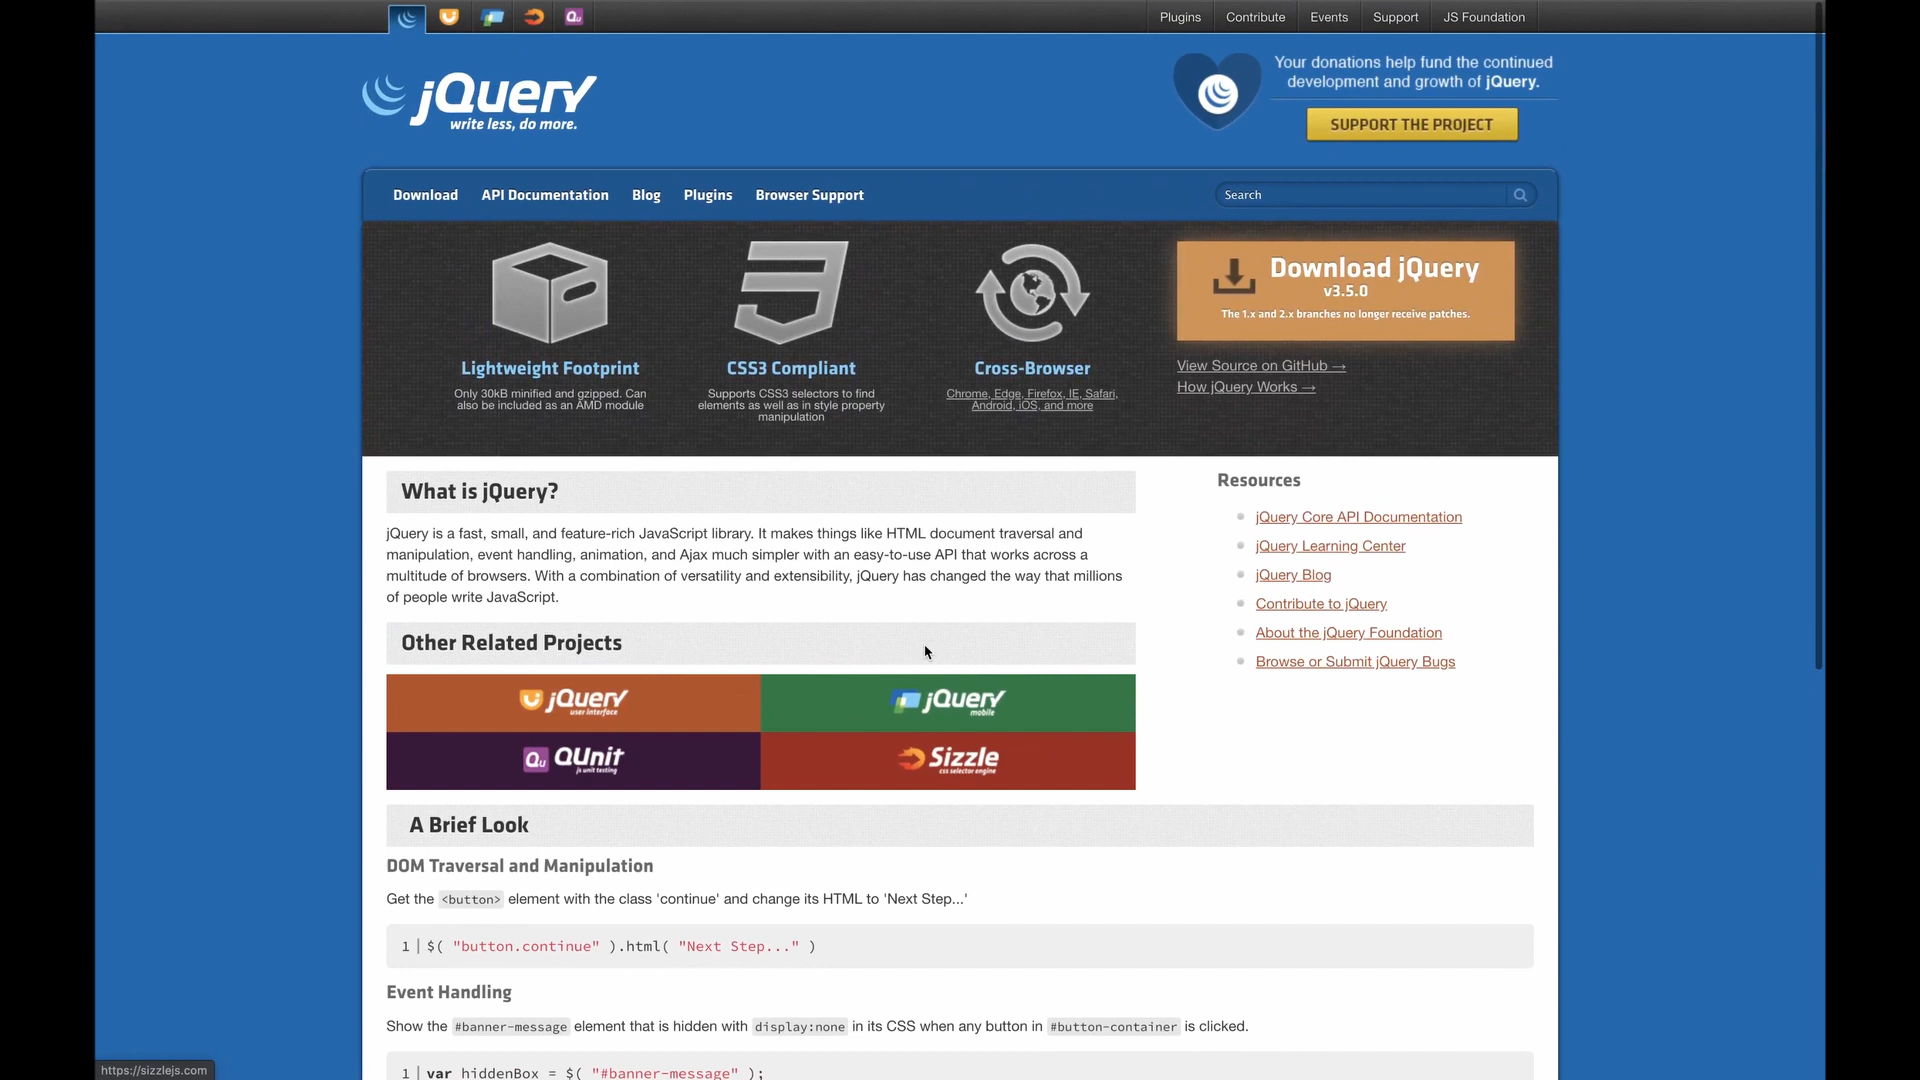 Qu
Plugins Contribute Events Support JS Foundation
jQuery
write less, do more.
Your donations help fund the continued
development and growth of jQuery.
SUPPORT THE PROJECT
Download API Documentation Blog Plugins Browser Support
Search
Lightweight Footprint
Only 30kB minified and gzipped. Can
also be included as an AMD module
CSS3 Compliant
Supports CSS3 selectors to find
elements as well as in style property
manipulation
Cross-Browser
Chrome, Edge, Firefox, IE, Safari,
Android, iOS, and more
Download jQuery
v3.5.0
The 1.x and 2.x branches no longer receive patches.
View Source on GitHub →
How jQuery Works →
What is jQuery?
jQuery is a fast, small, and feature-rich JavaScript library. It makes things like HTML document traversal and
manipulation, event handling, animation, and Ajax much simpler with an easy-to-use API that works across a
multitude of browsers. With a combination of versatility and extensibility, jQuery has changed the way that millions
of people write JavaScript.
Resources
jQuery Core API Documentation
jQuery Learning Center
jQuery Blog
Contribute to jQuery
About the jQuery Foundation
Browse or Submit jQuery Bugs
Other Related Projects
jQuery
user interface
jQuery
mobile
Qu QUnit
js unit testing
Sizzle
css selector engine
A Brief Look
DOM Traversal and Manipulation
Get the <button> element with the class 'continue' and change its HTML to 'Next Step...'
1 $( "button.continue" ).html( "Next Step..." )
Event Handling
Show the #banner-message element that is hidden with display:none in its CSS when any button in #button-container is clicked.
1 var hiddenBox = $( "#banner-message" );
https://sizzlejs.com